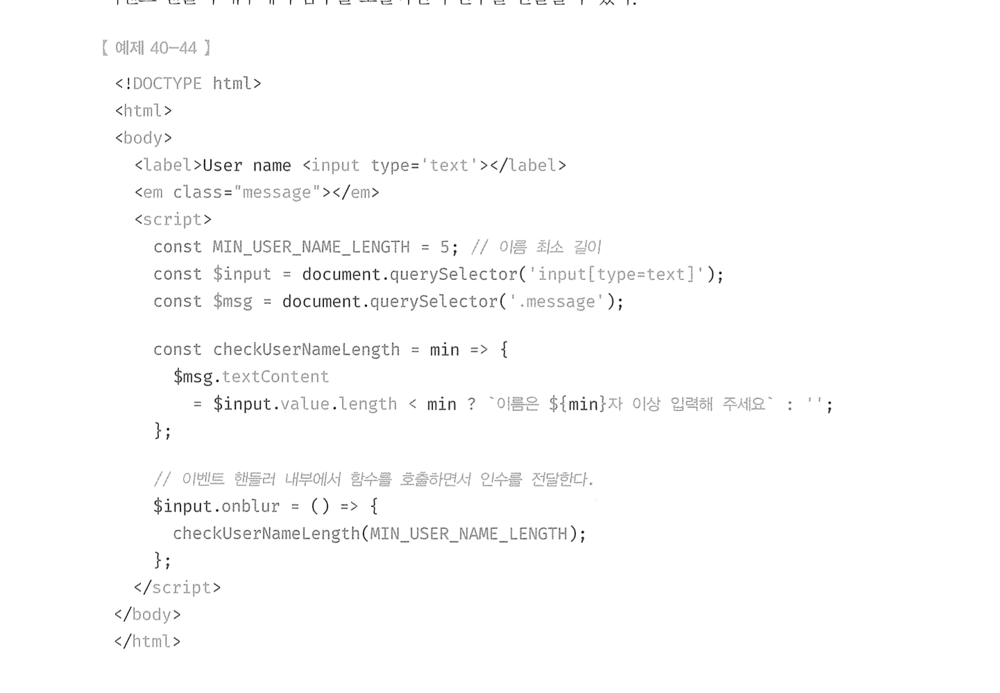 【 예제 40-44 】
<!DOCTYPE html>
<html>
<body>
<label>User name <input type='text'></label>
<em class="message"></em>
<script>
const MIN_USER_NAME_LENGTH = 5; // 이름 최소 길이
const $input = document.querySelector('input[type=text]');
const $msg = document.querySelector('.message');
const checkUserNameLength = min => {
$msg.textContent
= $input.value.length < min ? `이름은 ${min}자 이상 입력해 주세요` : '';
};
// 이벤트 핸들러 내부에서 함수를 호출하면서 인수를 전달한다.
$input.onblur = () => {
checkUserNameLength(MIN_USER_NAME_LENGTH);
};
</script>
</body>
</html>